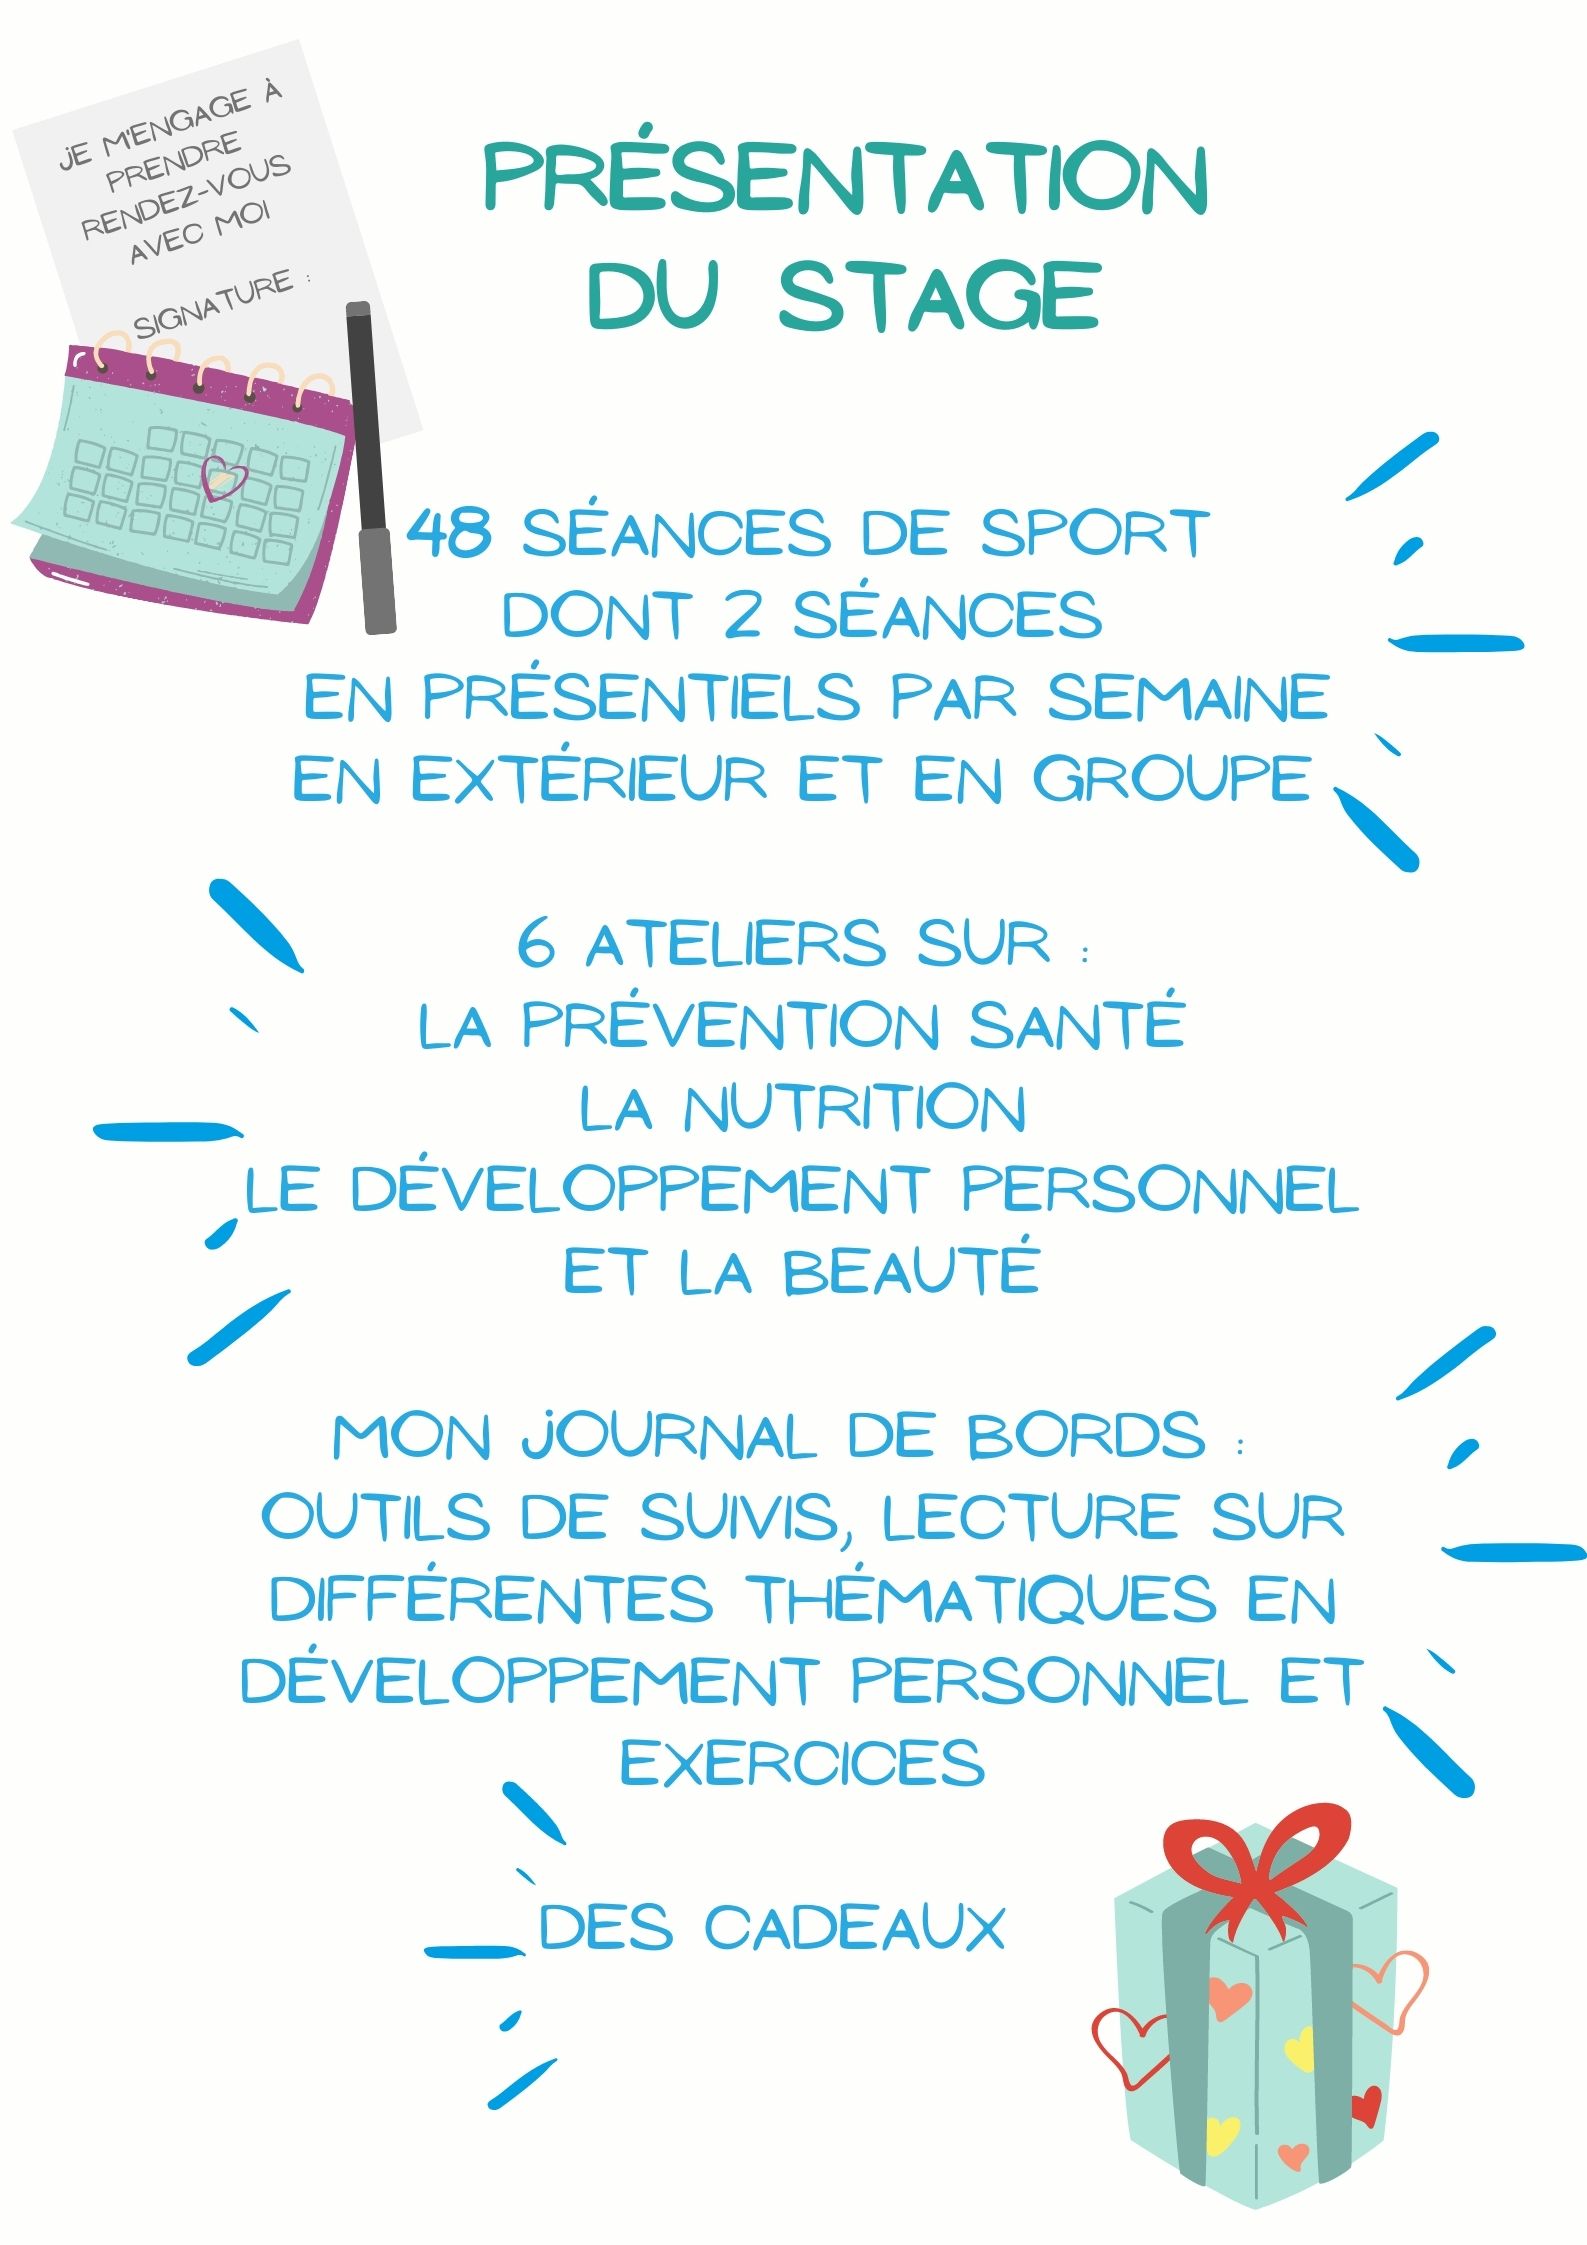 JE M'ENGAGE À
PRENDRE
RENDEZ-VOUS
AVEC MOI
SIGNATURE :
PRÉSENTATION
DU STAGE
48 SÉANCES DE SPORT
DONT 2 SÉANCES
EN PRÉSENTIELS PAR SEMAINE
EN EXTÉRIEUR ET EN GROUPE
6 ATELIERS SUR :
LA PRÉVENTION SANTÉ
LA NUTRITION
LE DÉVELOPPEMENT PERSONNEL
ET LA BEAUTÉ
MON JOURNAL DE BORDS :
OUTILS DE SUIVIS, LECTURE SUR
DIFFÉRENTES THÉMATIQUES EN
DÉVELOPPEMENT PERSONNEL ET
EXERCICES
DES CADEAUX